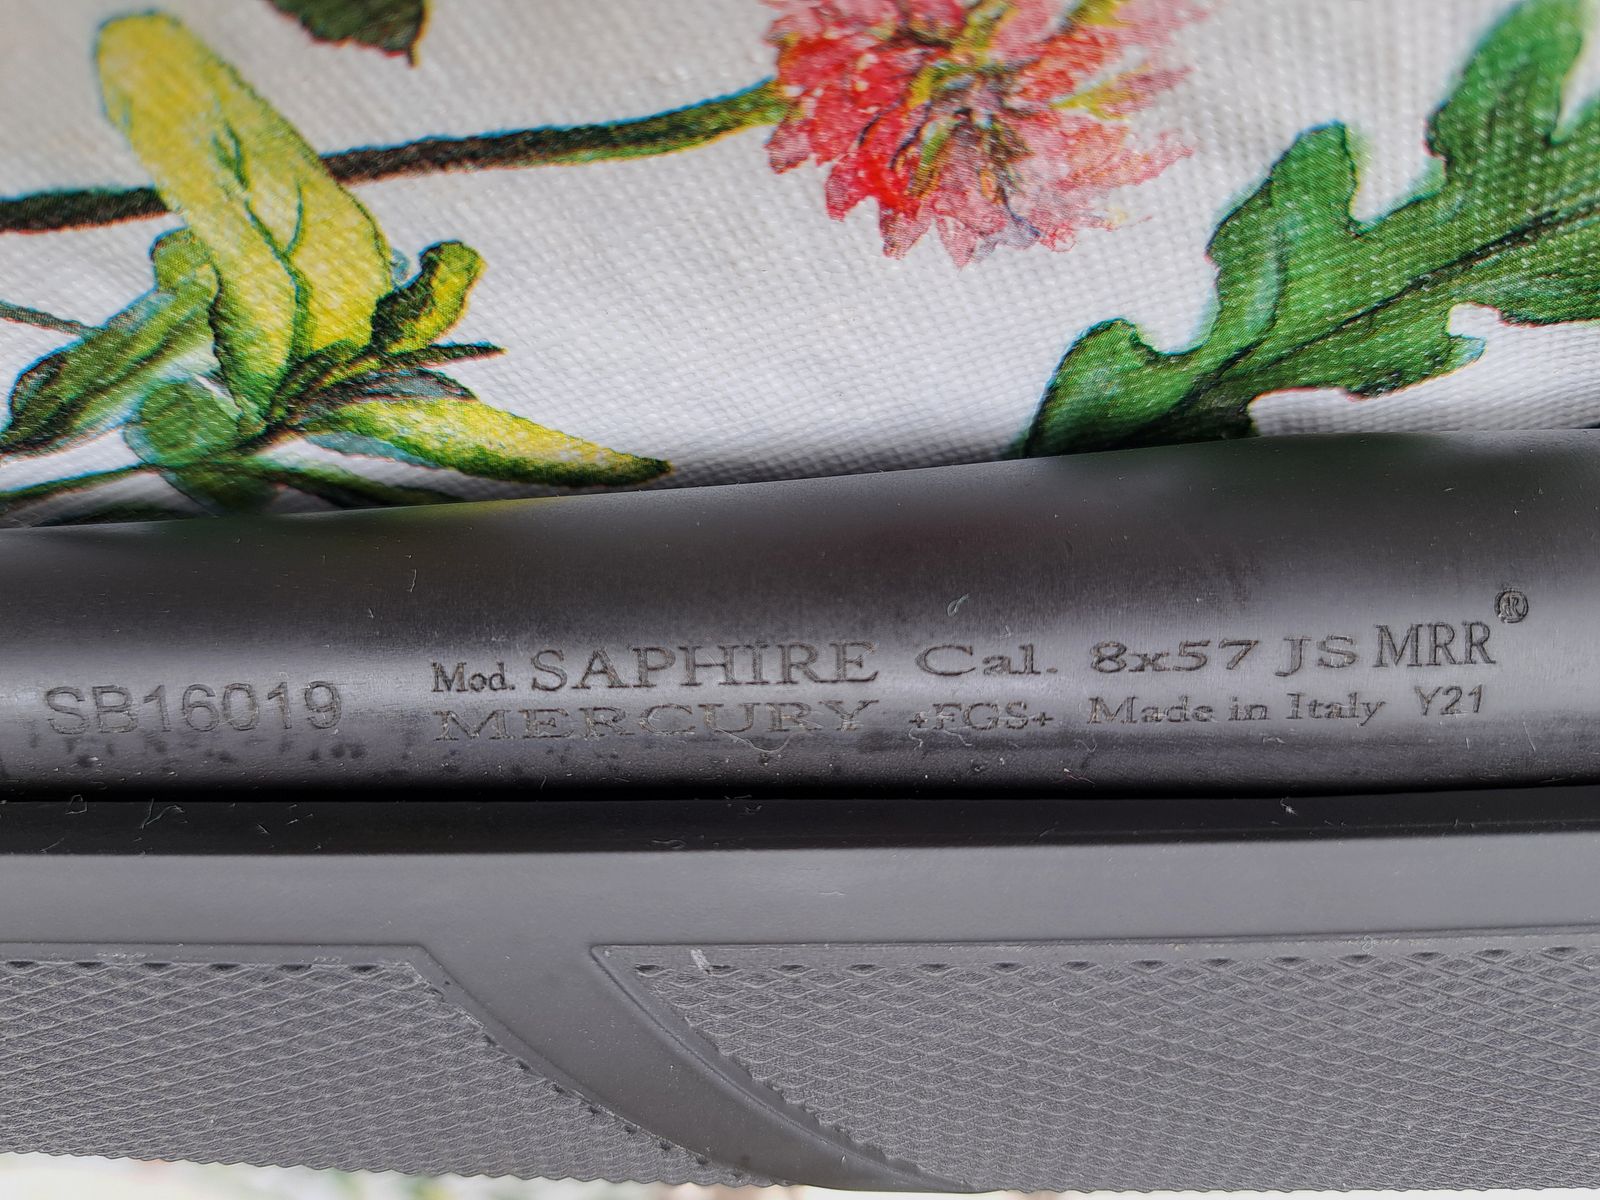 SB16019
Mod. SAPHIRE Cal. 8x57 JS MRR®
MERCURY +FGS+ Made in Italy Y21